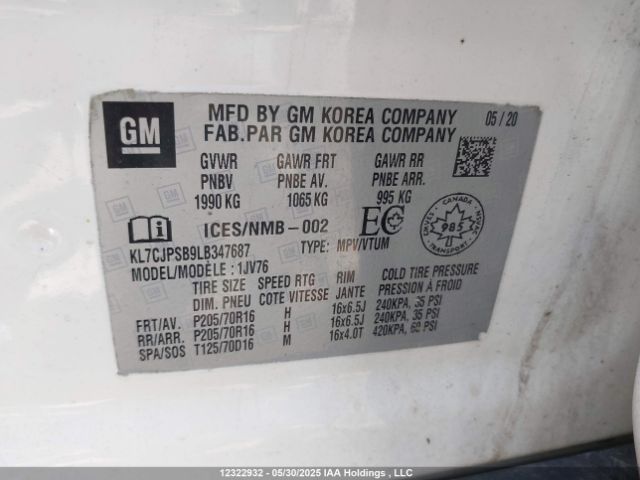 GM
MFD BY GM KOREA COMPANY 05/20
FAB.PAR GM KOREA COMPANY
GVWR GAWR FRT GAWR RR
PNBV PNBE AV. PNBE ARR.
1990 KG 1065 KG 995 KG
ICES/NMB-002 EC
CANADA
985
TRANSPORT
KL7CJPSB9LB347687 TYPE: MPV/VTUM
MODEL/MODÈLE: 1JV76
TIRE SIZE SPEED RTG RIM COLD TIRE PRESSURE
DIM. PNEU COTE VITESSE JANTE PRESSION À FROID
FRT/AV. P205/70R16 H 16x6.5J 240KPA, 35 PSI
RR/ARR. P205/70R16 H 16x6.5J 240KPA, 35 PSI
SPA/SOS T125/70D16 M 16x4.0T 420KPA, 60 PSI
12322932 - 05/30/2025 IAA Holdings , LLC